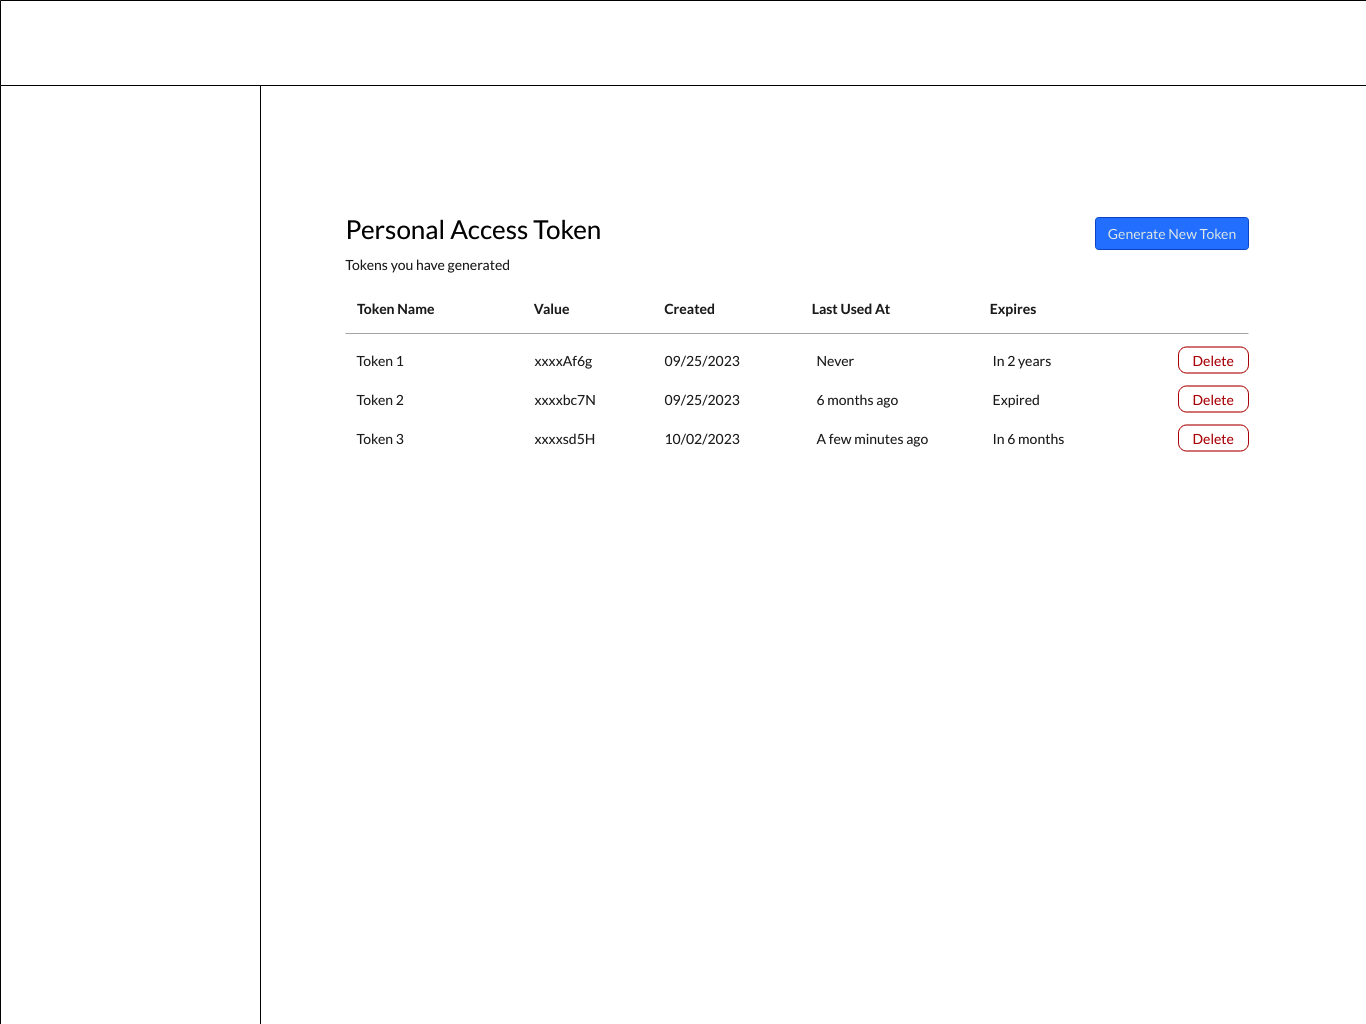 Personal Access Token
Generate New Token
Tokens you have generated
Token Name Value Created Last Used At Expires
Token 1 xxxxAf6g 09/25/2023 Never In 2 years Delete
Token 2 xxxxbc7N 09/25/2023 6 months ago Expired Delete
Token 3 xxxxsd5H 10/02/2023 A few minutes ago In 6 months Delete